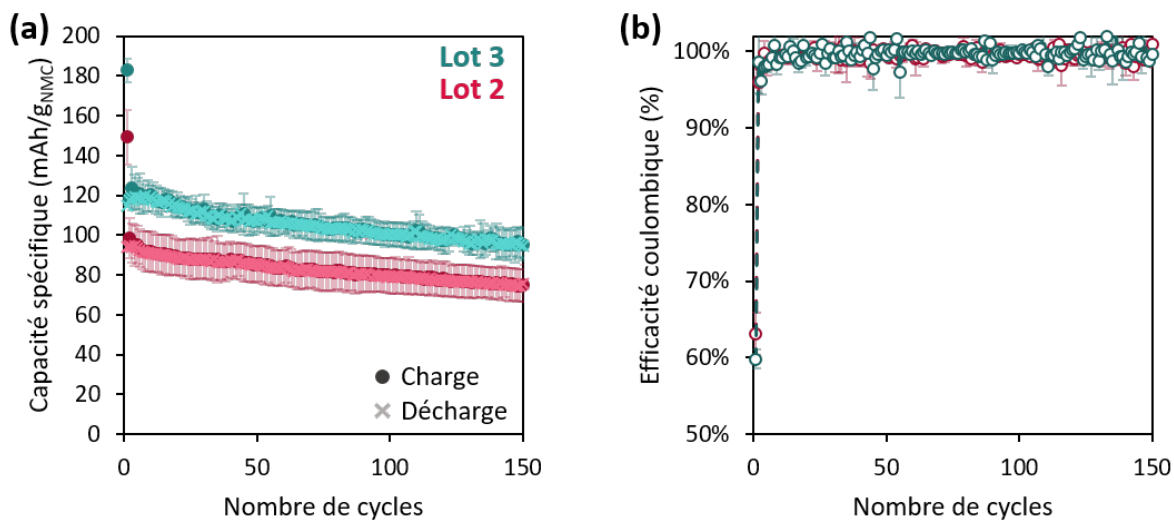 (a)
Capacité spécifique (mAh/gNMC)
200
180
160
140
120
100
80
60
40
20
0
Lot 3
Lot 2
Charge
Décharge
0
50
100
150
Nombre de cycles
(b)
Efficacité coulombique (%)
100%
90%
80%
70%
60%
50%
0
50
100
150
Nombre de cycles